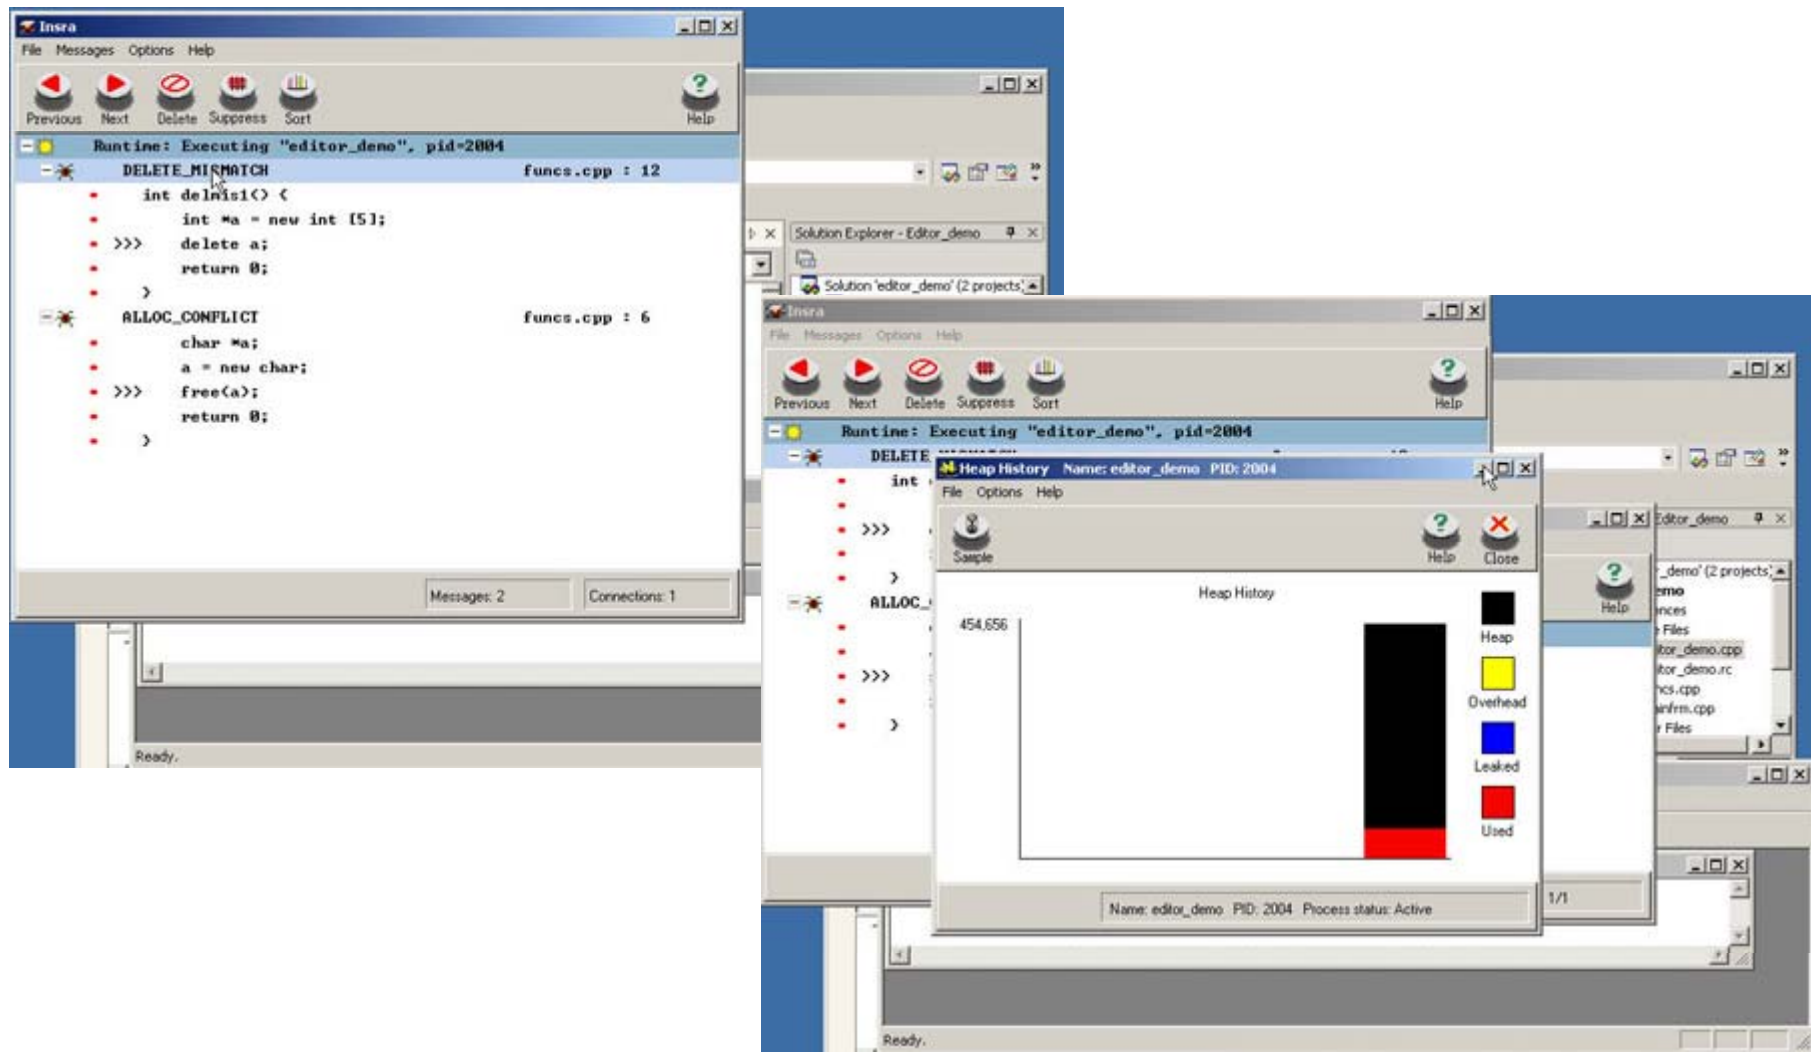 Insra
File Messages Options Help
Previous Next Delete Suppress Sort Help
Runtime: Executing "editor_demo", pid=2004
DELETE_MISMATCH funcs.cpp : 12
int delmis1() {
int *a = new int [5];
>>> delete a;
return 0;
}
ALLOC_CONFLICT funcs.cpp : 6
char *a;
a = new char;
>>> free(a);
return 0;
}
Messages: 2 Connections: 1
Ready.
Solution Explorer - Editor_demo
Solution 'editor_demo' (2 projects)
Insra
File Messages Options Help
Previous Next Delete Suppress Sort Help
Runtime: Executing "editor_demo", pid=2004
DELETE
int
>>>
}
ALLOC_
>>>
}
Heap History Name: editor_demo PID: 2004
File Options Help
Sample Help Close
Heap History
454,656
Heap
Overhead
Leaked
Used
Name: editor_demo PID: 2004 Process status: Active
Editor_demo
_demo' (2 projects)
emo
ences
Files
itor_demo.cpp
itor_demo.rc
ncs.cpp
ainfrm.cpp
r Files
Help
1/1
Ready.